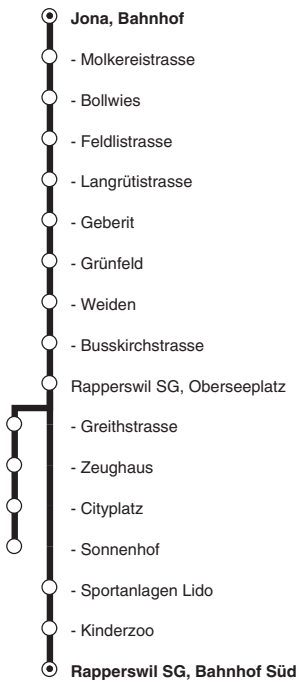 Jona, Bahnhof
- Molkereistrasse
- Bollwies
- Feldlistrasse
- Langrütistrasse
- Geberit
- Grünfeld
- Weiden
- Busskirchstrasse
Rapperswil SG, Oberseeplatz
- Greithstrasse
- Zeughaus
- Cityplatz
- Sonnenhof
- Sportanlagen Lido
- Kinderzoo
Rapperswil SG, Bahnhof Süd